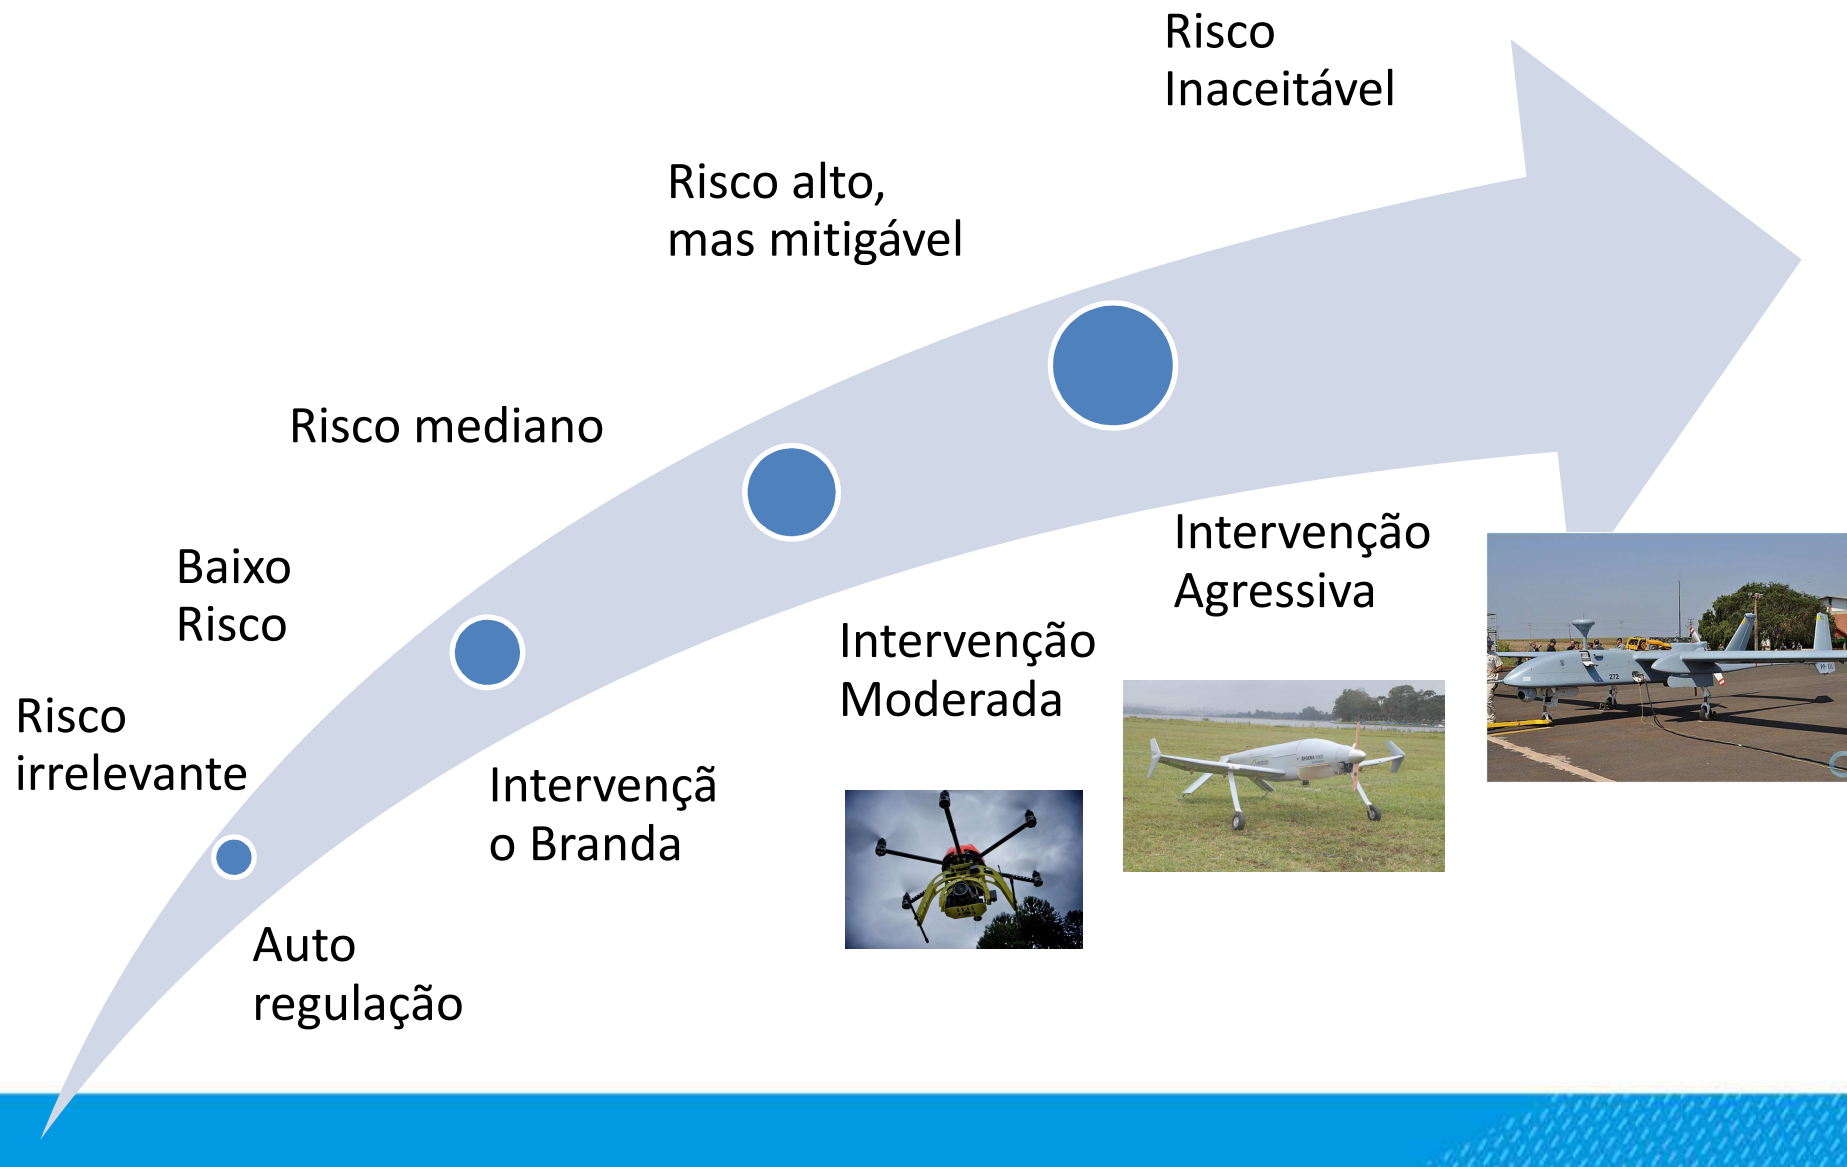 Risco
Inaceitável
Risco alto,
mas mitigável
Risco mediano
Baixo
Risco
Risco
irrelevante
Auto
regulação
Intervençã
o Branda
Intervenção
Moderada
Intervenção
Agressiva
272